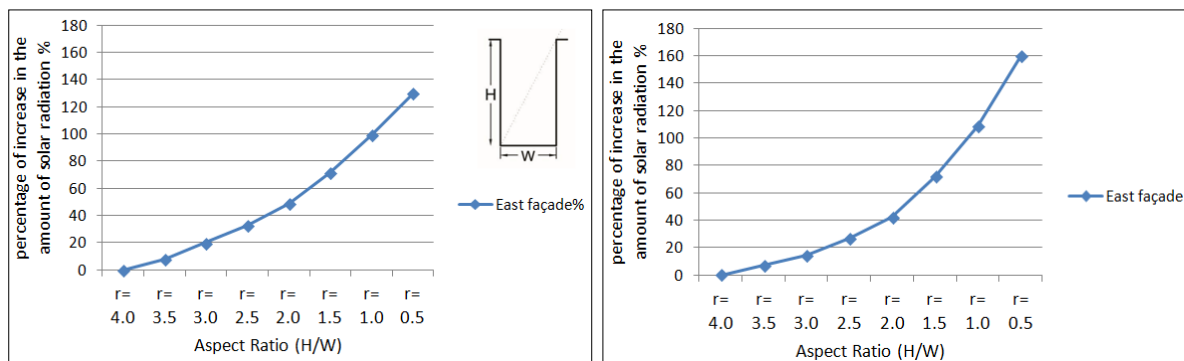 percentage of increase in the
amount of solar radiation %
180
160
140
120
100
80
60
40
20
0
r= r= r= r= r= r= r= r=
4.0 3.5 3.0 2.5 2.0 1.5 1.0 0.5
Aspect Ratio (H/W)
H
W
East façade%
percentage of increase in the
amount of solar radiation %
180
160
140
120
100
80
60
40
20
0
r= r= r= r= r= r= r= r=
4.0 3.5 3.0 2.5 2.0 1.5 1.0 0.5
Aspect Ratio (H/W)
East façade